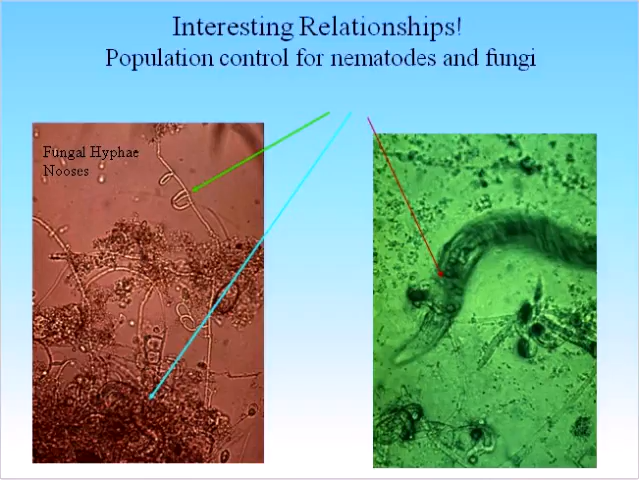 Interesting Relationships!
Population control for nematodes and fungi
Fungal Hyphae
Nooses